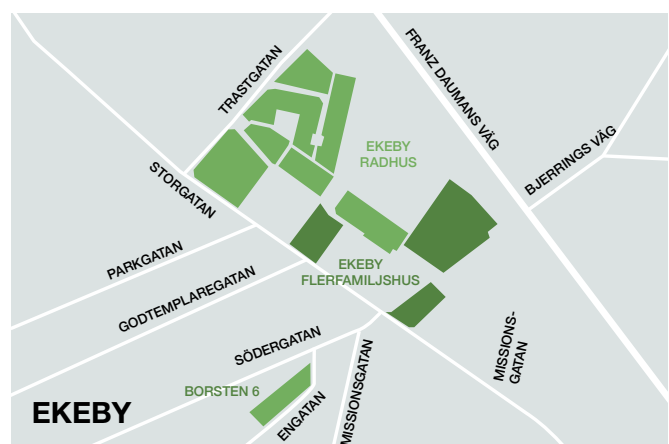 TRASTGATAN
FRANZ DAUMANS VÄG
EKEBY
RADHUS
BJERRINGS VÄG
STORGATAN
PARKGATAN
EKEBY
FLERFAMILJSHUS
GODTEMPLAREGATAN
SÖDERGATAN
MISSIONS-
GATAN
BORSTEN 6
ENGATAN
MISSIONSGATAN
EKEBY